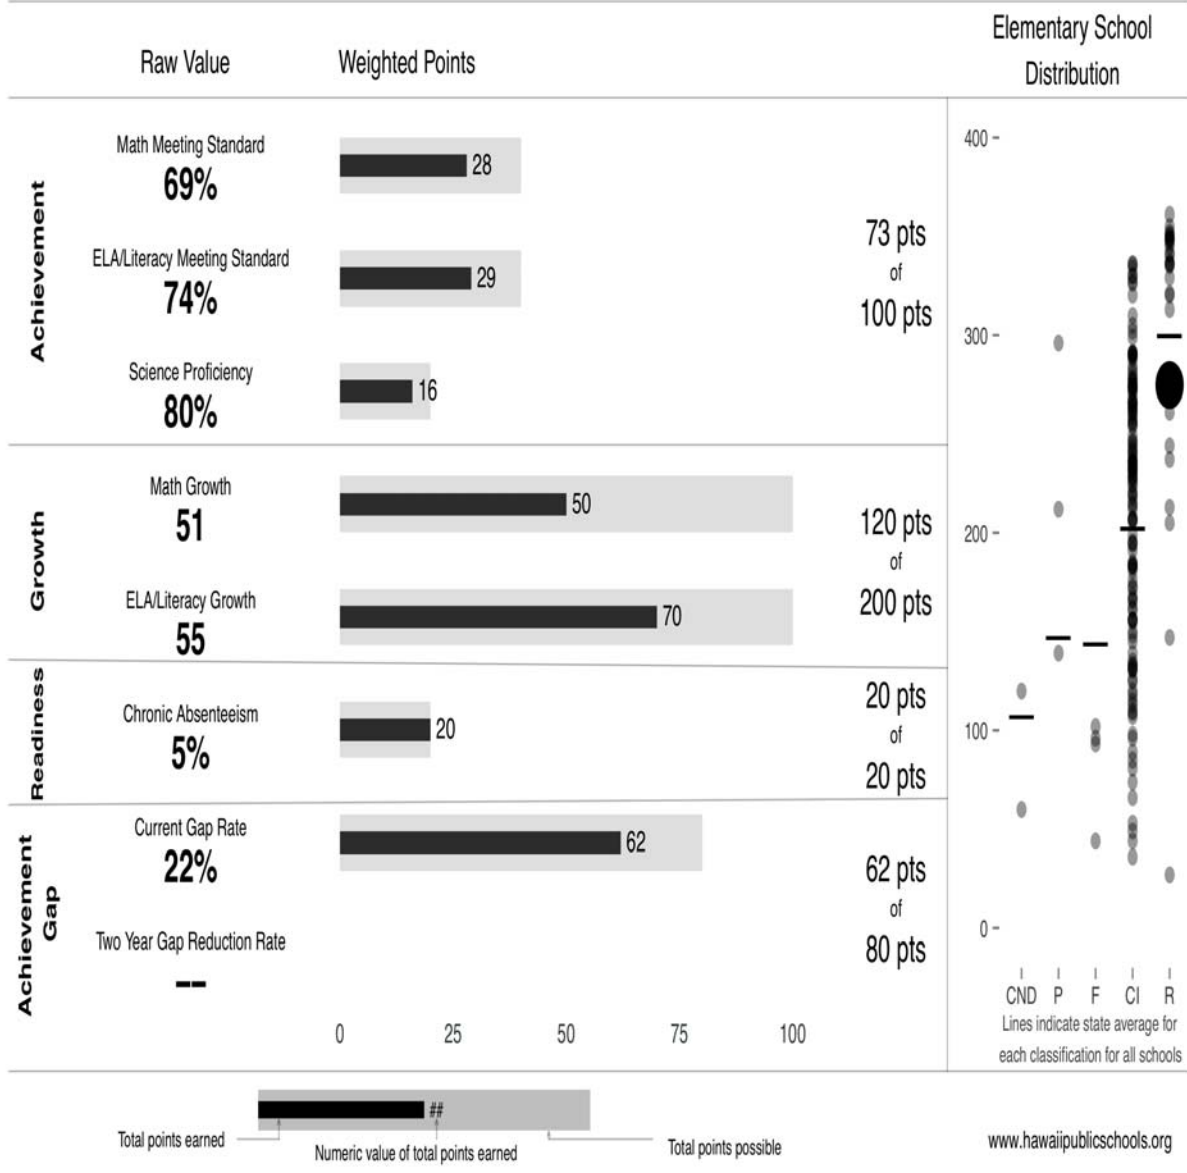 Raw Value
Weighted Points
Elementary School
Distribution
Achievement
Math Meeting Standard
69%
28
ELA/Literacy Meeting Standard
74%
29
Science Proficiency
80%
16
73 pts
of
100 pts
Growth
Math Growth
51
50
ELA/Literacy Growth
55
70
120 pts
of
200 pts
Readiness
Chronic Absenteeism
5%
20
20 pts
of
20 pts
Achievement
Gap
Current Gap Rate
22%
62
Two Year Gap Reduction Rate
--
62 pts
of
80 pts
0 25 50 75 100
400
300
200
100
0
CND P F CI R
Lines indicate state average for
each classification for all schools
##
Total points earned
Numeric value of total points earned
Total points possible
www.hawaiipublicschools.org